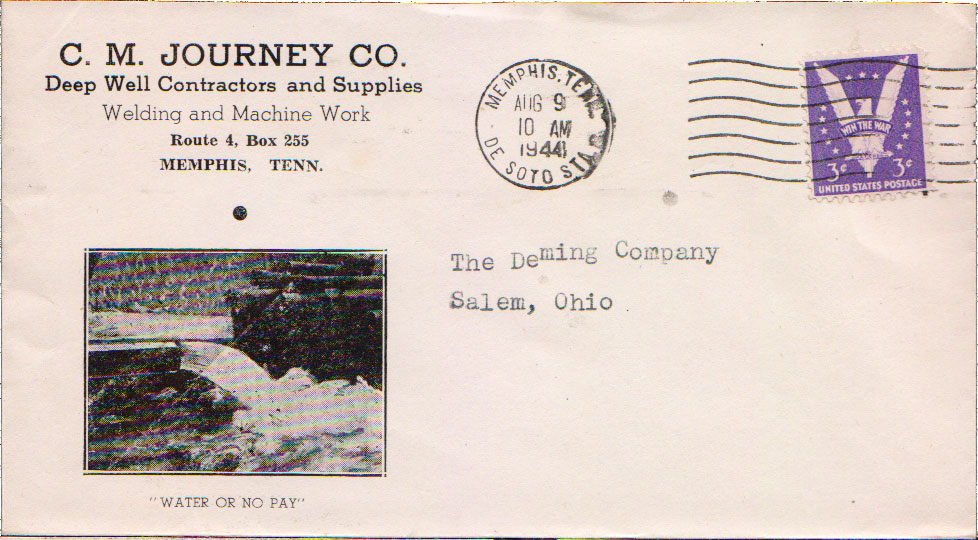 C. M. JOURNEY CO.
Deep Well Contractors and Supplies
Welding and Machine Work
Route 4, Box 255
MEMPHIS, TENN.
"WATER OR NO PAY"
MEMPHIS, TENN.
AUG 9
10 AM
1944
DE SOTO STA.
WIN THE WAR
3¢ 3¢
UNITED STATES POSTAGE
The Deming Company
Salem, Ohio